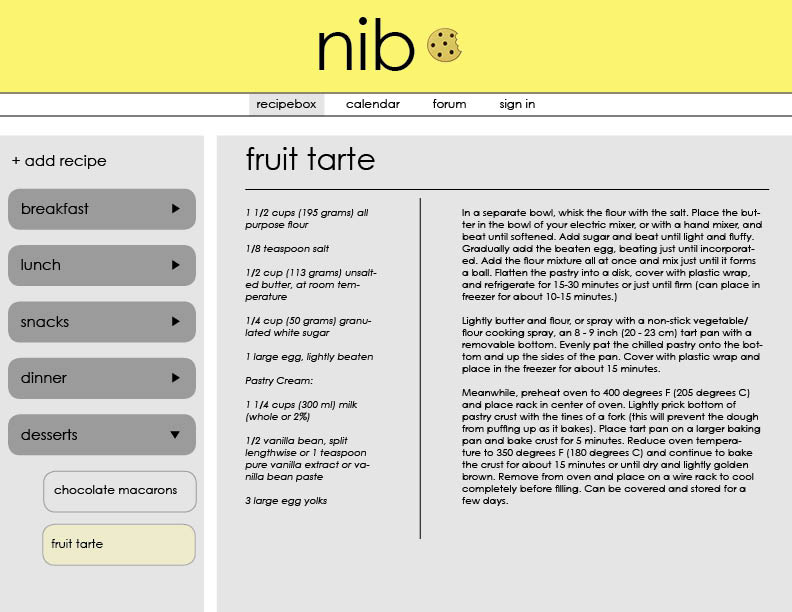 nib
recipebox calendar forum sign in
+ add recipe
breakfast
lunch
snacks
dinner
desserts
chocolate macarons
fruit tarte
fruit tarte
1 1/2 cups (195 grams) all
purpose flour
1/8 teaspoon salt
1/2 cup (113 grams) unsalt-
ed butter, at room tem-
perature
1/4 cup (50 grams) granu-
lated white sugar
1 large egg, lightly beaten
Pastry Cream:
1 1/4 cups (300 ml) milk
(whole or 2%)
1/2 vanilla bean, split
lengthwise or 1 teaspoon
pure vanilla extract or va-
nilla bean paste
3 large egg yolks
In a separate bowl, whisk the flour with the salt. Place the but-
ter in the bowl of your electric mixer, or with a hand mixer, and
beat until softened. Add sugar and beat until light and fluffy.
Gradually add the beaten egg, beating just until incorporat-
ed. Add the flour mixture all at once and mix just until it forms
a ball. Flatten the pastry into a disk, cover with plastic wrap,
and refrigerate for 15-30 minutes or just until firm (can place in
freezer for about 10-15 minutes.)
Lightly butter and flour, or spray with a non-stick vegetable/
flour cooking spray, an 8 - 9 inch (20 - 23 cm) tart pan with a
removable bottom. Evenly pat the chilled pastry onto the bot-
tom and up the sides of the pan. Cover with plastic wrap and
place in the freezer for about 15 minutes.
Meanwhile, preheat oven to 400 degrees F (205 degrees C)
and place rack in center of oven. Lightly prick bottom of
pastry crust with the tines of a fork (this will prevent the dough
from puffing up as it bakes). Place tart pan on a larger baking
pan and bake crust for 5 minutes. Reduce oven tempera-
ture to 350 degrees F (180 degrees C) and continue to bake
the crust for about 15 minutes or until dry and lightly golden
brown. Remove from oven and place on a wire rack to cool
completely before filling. Can be covered and stored for a
few days.